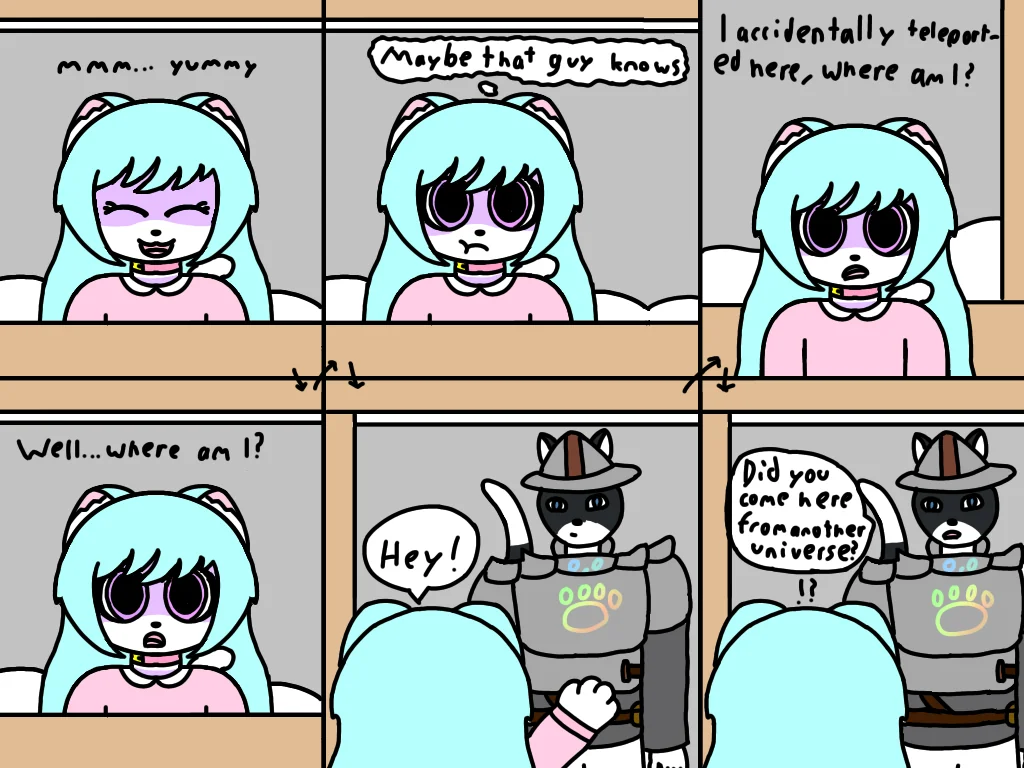 mmm... yummy
Well...where am I?
Maybe that guy knows
Hey!
I accidentally teleport-
ed here, where am I?
Did you
come here
from another
universe?
!?